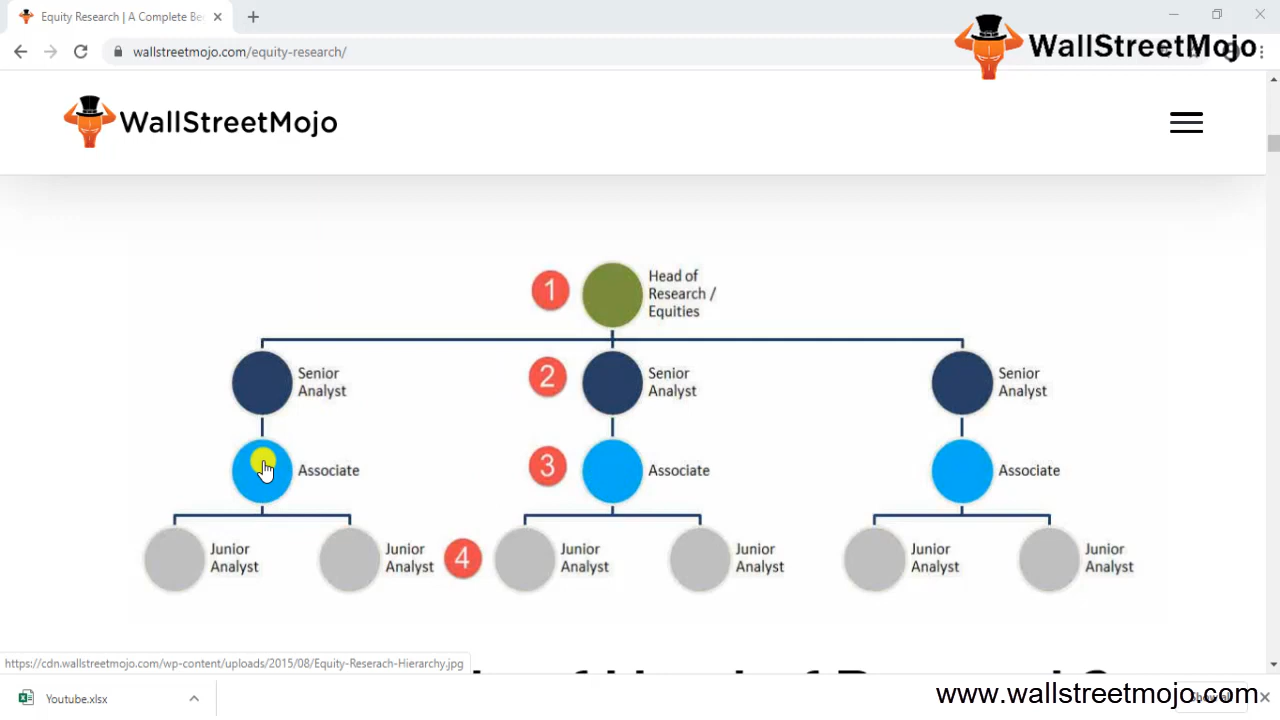 Equity Research | A Complete Be
wallstreetmojo.com/equity-research/
WallStreetMojo
WallStreetMojo
1
Head of
Research /
Equities
Senior
Analyst
2
Senior
Analyst
Senior
Analyst
Associate
3
Associate
Associate
Junior
Analyst
Junior
Analyst
4
Junior
Analyst
Junior
Analyst
Junior
Analyst
Junior
Analyst
https://cdn.wallstreetmojo.com/wp-content/uploads/2015/08/Equity-Reserach-Hierarchy.jpg
Youtube.xlsx
www.wallstreetmojo.com